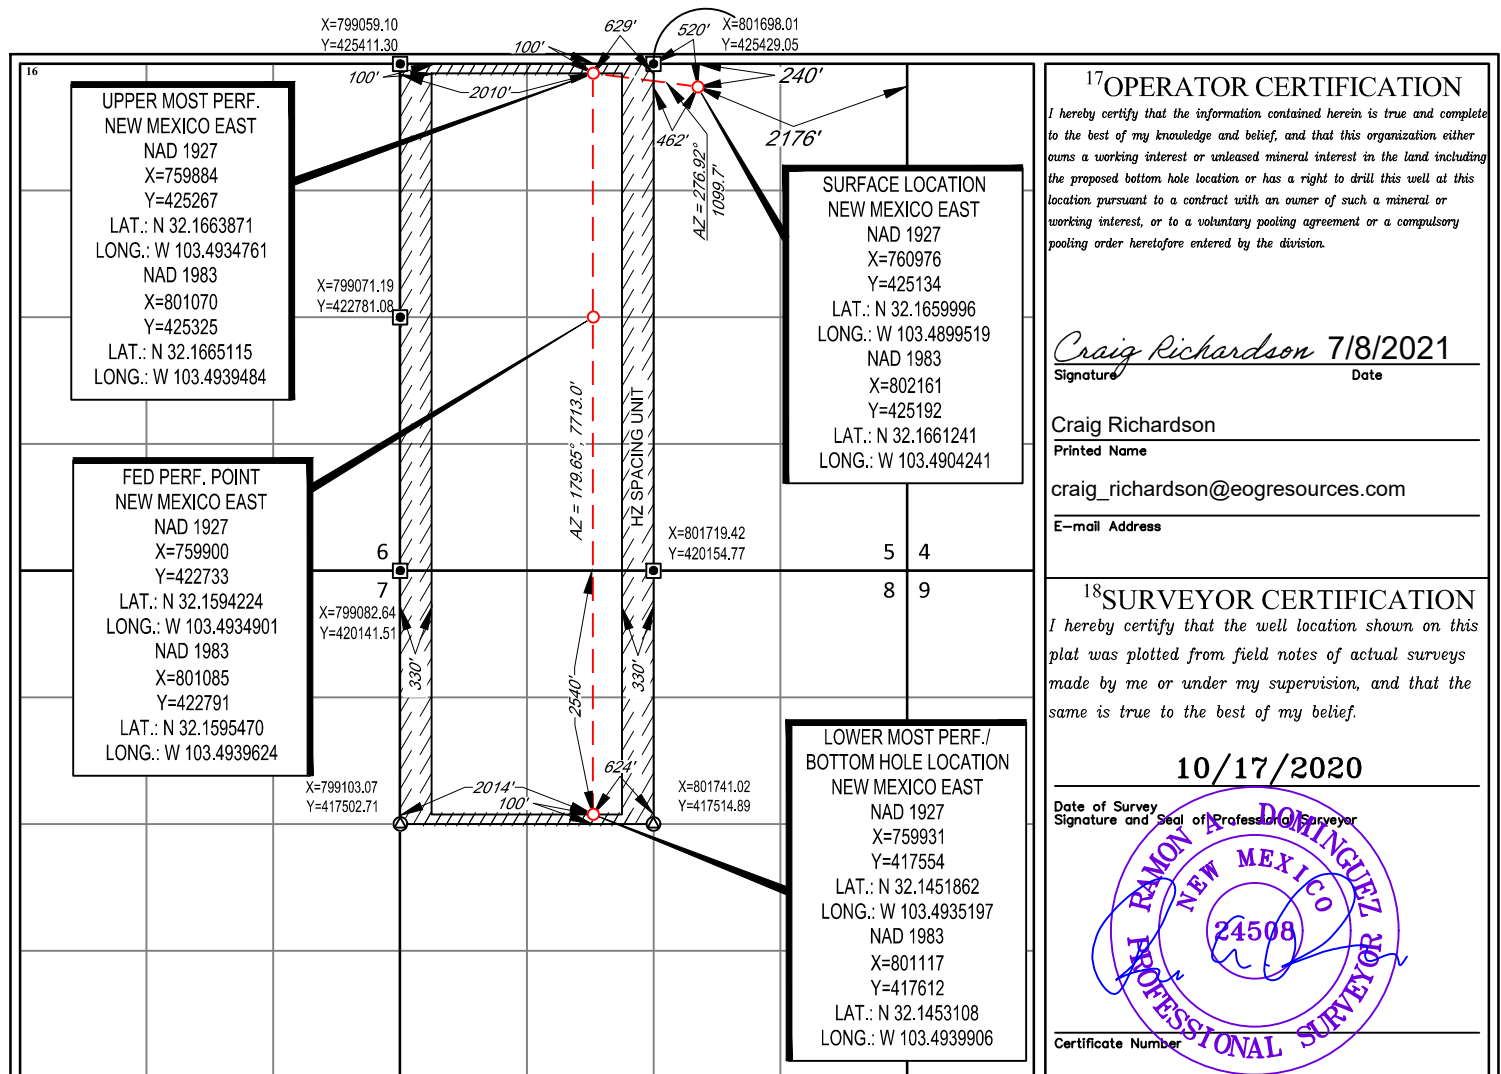 16
X=799059.10
Y=425411.30
629'
520'
X=801698.01
Y=425429.05
100'
100'
2010'
240'
462'
2176'
AZ = 276.92°
1099.7'
UPPER MOST PERF.
NEW MEXICO EAST
NAD 1927
X=759884
Y=425267
LAT.: N 32.1663871
LONG.: W 103.4934761
NAD 1983
X=801070
Y=425325
LAT.: N 32.1665115
LONG.: W 103.4939484
SURFACE LOCATION
NEW MEXICO EAST
NAD 1927
X=760976
Y=425134
LAT.: N 32.1659996
LONG.: W 103.4899519
NAD 1983
X=802161
Y=425192
LAT.: N 32.1661241
LONG.: W 103.4904241
X=799071.19
Y=422781.08
AZ = 179.65°, 7713.0'
HZ SPACING UNIT
FED PERF. POINT
NEW MEXICO EAST
NAD 1927
X=759900
Y=422733
LAT.: N 32.1594224
LONG.: W 103.4934901
NAD 1983
X=801085
Y=422791
LAT.: N 32.1595470
LONG.: W 103.4939624
X=801719.42
Y=420154.77
6
5 4
7
8 9
X=799082.64
Y=420141.51
330'
2540'
330'
X=799103.07
Y=417502.71
2014'
100'
624'
X=801741.02
Y=417514.89
LOWER MOST PERF./
BOTTOM HOLE LOCATION
NEW MEXICO EAST
NAD 1927
X=759931
Y=417554
LAT.: N 32.1451862
LONG.: W 103.4935197
NAD 1983
X=801117
Y=417612
LAT.: N 32.1453108
LONG.: W 103.4939906
17 OPERATOR CERTIFICATION
I hereby certify that the information contained herein is true and complete
to the best of my knowledge and belief, and that this organization either
owns a working interest or unleased mineral interest in the land including
the proposed bottom hole location or has a right to drill this well at this
location pursuant to a contract with an owner of such a mineral or
working interest, or to a voluntary pooling agreement or a compulsory
pooling order heretofore entered by the division.
Craig Richardson 7/8/2021
Signature Date
Craig Richardson
Printed Name
craig_richardson@eogresources.com
E-mail Address
18 SURVEYOR CERTIFICATION
I hereby certify that the well location shown on this
plat was plotted from field notes of actual surveys
made by me or under my supervision, and that the
same is true to the best of my belief.
10/17/2020
Date of Survey
Signature and Seal of Professional Surveyor
RAMON A. DOMINGUEZ
NEW MEXICO
24508
PROFESSIONAL SURVEYOR
Certificate Number